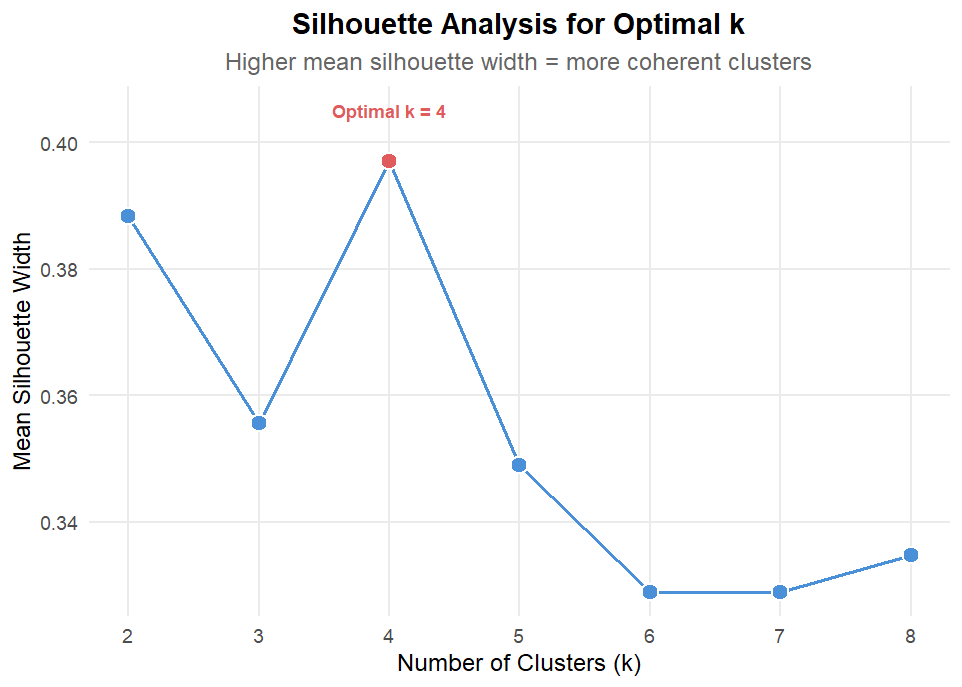 Silhouette Analysis for Optimal k
Higher mean silhouette width = more coherent clusters
Optimal k = 4
0.40
0.38
0.36
0.34
Mean Silhouette Width
2 3 4 5 6 7 8
Number of Clusters (k)